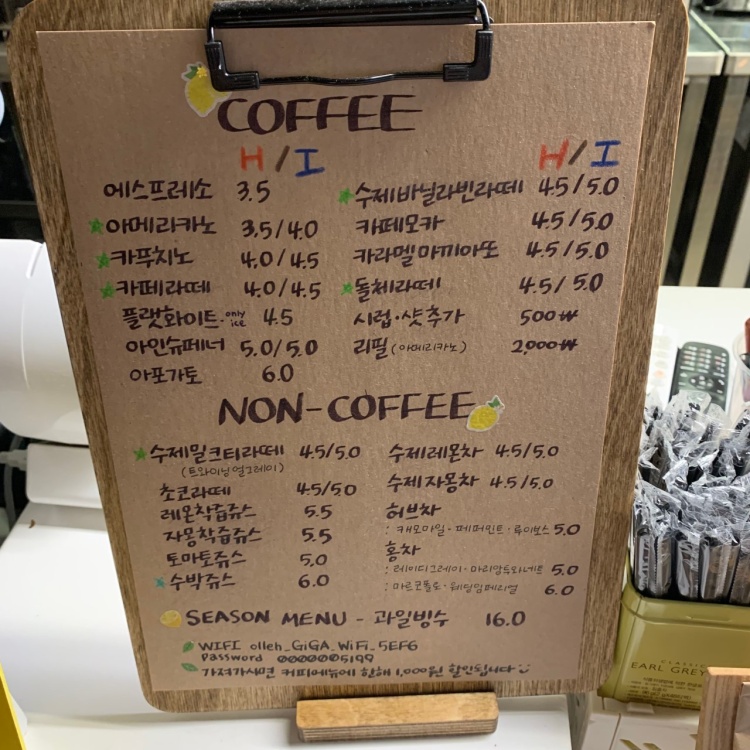 COFFEE
H/I
H/I
에스프레소 3.5
아메리카노 3.5/4.0
카푸치노 4.0/4.5
카페라떼 4.0/4.5
플랫화이트 · only ice 4.5
아인슈페너 5.0/5.0
아포가토 6.0
수제바닐라빈라떼 4.5/5.0
카페모카 4.5/5.0
카라멜마끼아또 4.5/5.0
돌체라떼 4.5/5.0
시럽·샷추가 500₩
리필 (아메리카노) 2,000₩
NON-COFFEE
수제밀크티라떼 4.5/5.0
(트와이닝얼그레이)
초코라떼 4.5/5.0
레몬착즙쥬스 5.5
자몽착즙쥬스 5.5
토마토쥬스 5.0
수박쥬스 6.0
수제레몬차 4.5/5.0
수제자몽차 4.5/5.0
허브차
: 캐모마일 · 페퍼민트 · 루이보스 5.0
홍차
: 레이디그레이 · 마리앙투와네트 5.0
: 마르코폴로 · 웨딩임페리얼 6.0
SEASON MENU - 과일빙수 16.0
WIFI olleh_GiGA_WiFi_5EF6
Password 0000005199
가져가시면 커피메뉴에 한해 1,000원 할인됩니다
CLASSIC
EARL GREY